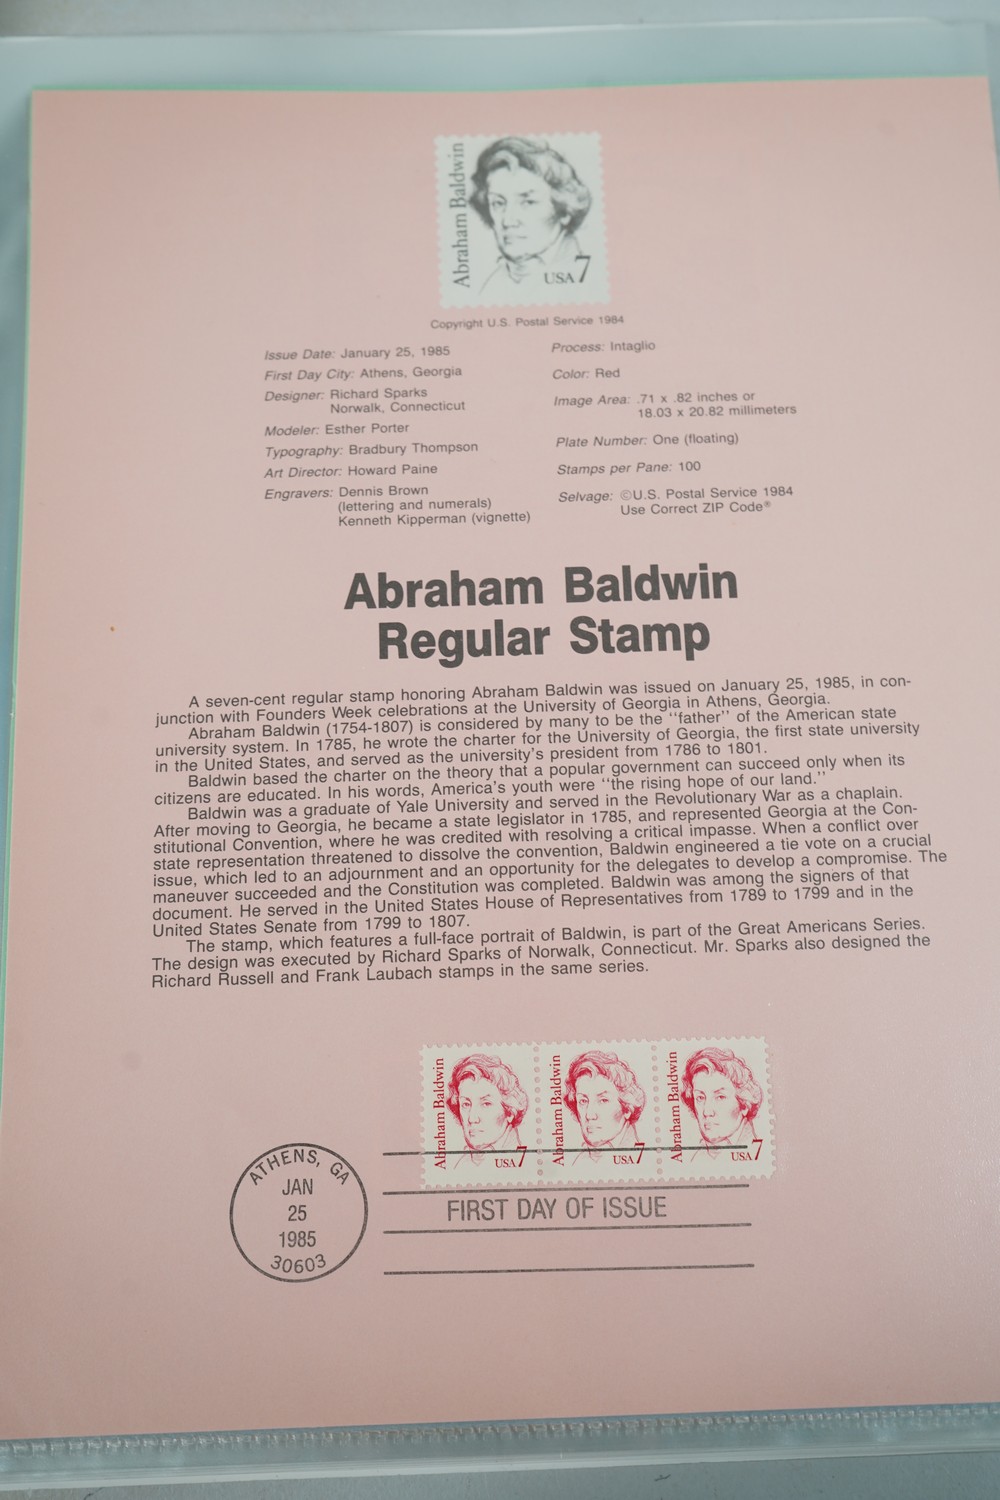 Abraham Baldwin
USA 7
Copyright U.S. Postal Service 1984
Issue Date: January 25, 1985
First Day City: Athens, Georgia
Designer: Richard Sparks
Norwalk, Connecticut
Modeler: Esther Porter
Typography: Bradbury Thompson
Art Director: Howard Paine
Engravers: Dennis Brown
(lettering and numerals)
Kenneth Kipperman (vignette)
Process: Intaglio
Color: Red
Image Area: .71 x .82 inches or
18.03 x 20.82 millimeters
Plate Number: One (floating)
Stamps per Pane: 100
Selvage: ©U.S. Postal Service 1984
Use Correct ZIP Code®
Abraham Baldwin
Regular Stamp
A seven-cent regular stamp honoring Abraham Baldwin was issued on January 25, 1985, in con-
junction with Founders Week celebrations at the University of Georgia in Athens, Georgia.
Abraham Baldwin (1754-1807) is considered by many to be the "father" of the American state
university system. In 1785, he wrote the charter for the University of Georgia, the first state university
in the United States, and served as the university's president from 1786 to 1801.
Baldwin based the charter on the theory that a popular government can succeed only when its
citizens are educated. In his words, America's youth were "the rising hope of our land."
Baldwin was a graduate of Yale University and served in the Revolutionary War as a chaplain.
After moving to Georgia, he became a state legislator in 1785, and represented Georgia at the Con-
stitutional Convention, where he was credited with resolving a critical impasse. When a conflict over
state representation threatened to dissolve the convention, Baldwin engineered a tie vote on a crucial
issue, which led to an adjournment and an opportunity for the delegates to develop a compromise. The
maneuver succeeded and the Constitution was completed. Baldwin was among the signers of that
document. He served in the United States House of Representatives from 1789 to 1799 and in the
United States Senate from 1799 to 1807.
The stamp, which features a full-face portrait of Baldwin, is part of the Great Americans Series.
The design was executed by Richard Sparks of Norwalk, Connecticut. Mr. Sparks also designed the
Richard Russell and Frank Laubach stamps in the same series.
Abraham Baldwin
USA 7
Abraham Baldwin
USA 7
Abraham Baldwin
USA 7
ATHENS, GA
JAN
25
1985
30603
FIRST DAY OF ISSUE